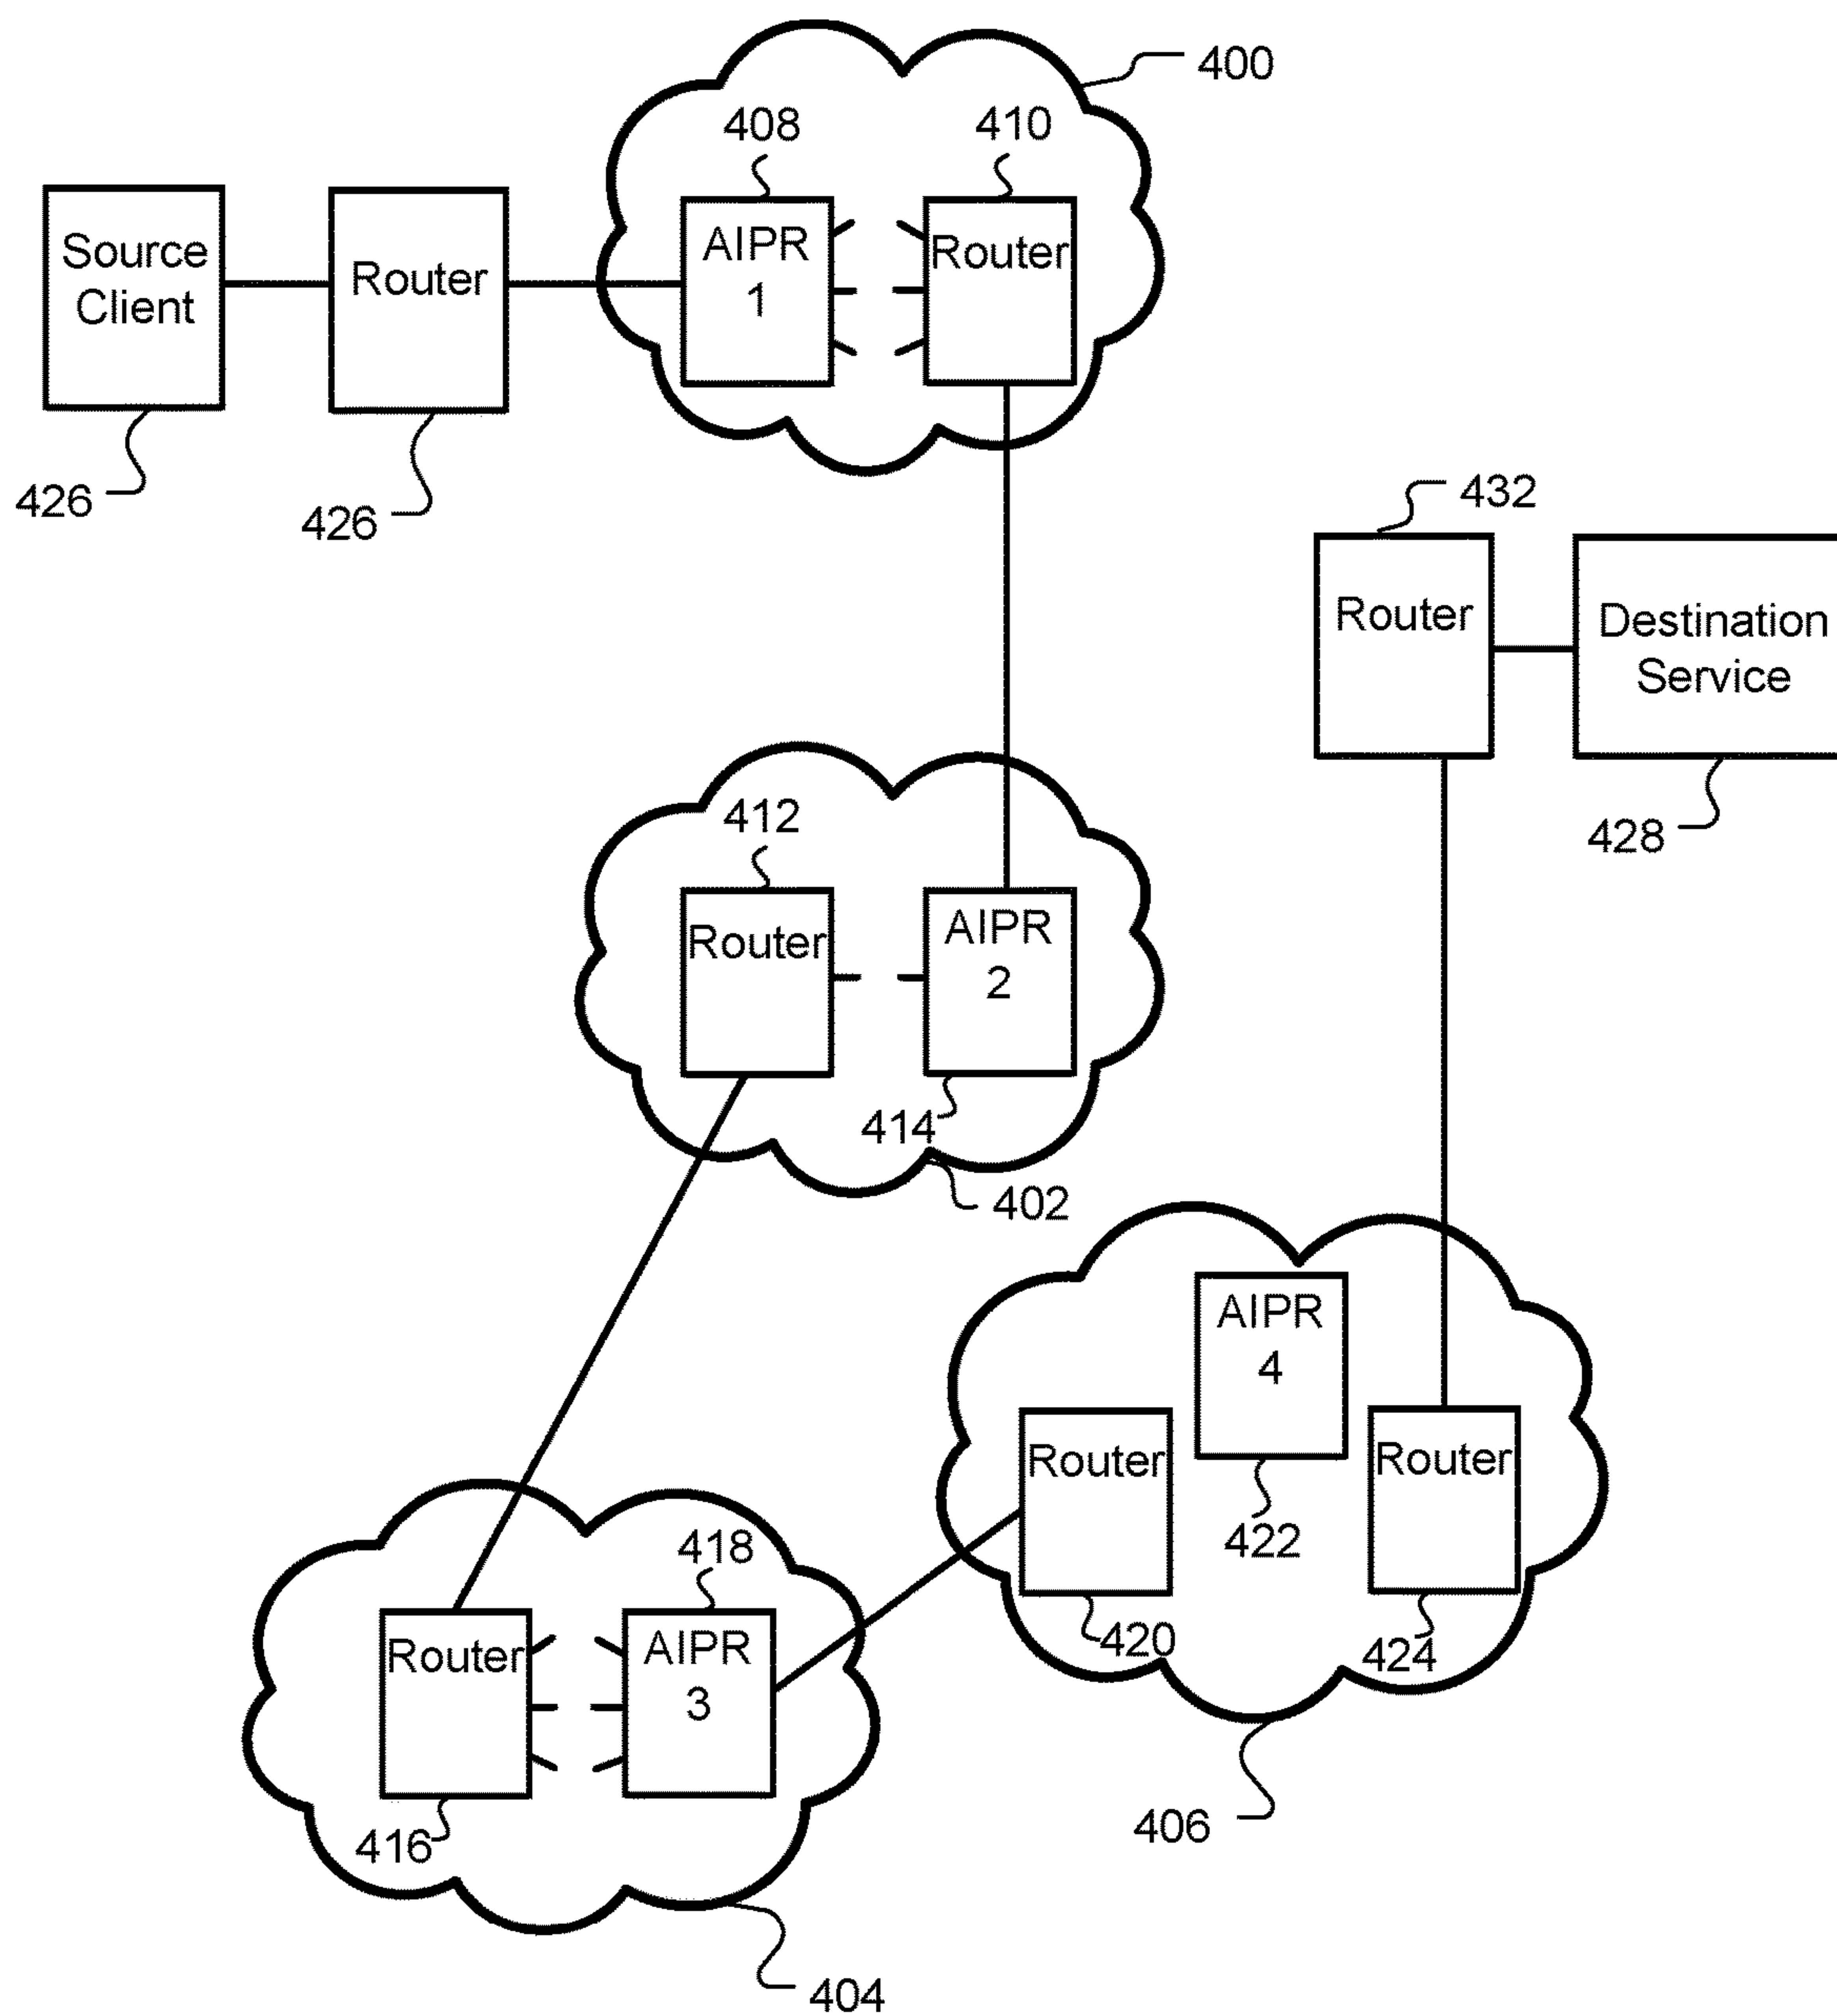 400
408
410
Source
Client
Router
AIPR
1
Router
426
426
432
Router
Destination
Service
428
412
Router
AIPR
2
414
402
AIPR
4
Router
Router
422
420
424
418
Router
AIPR
3
416
406
404